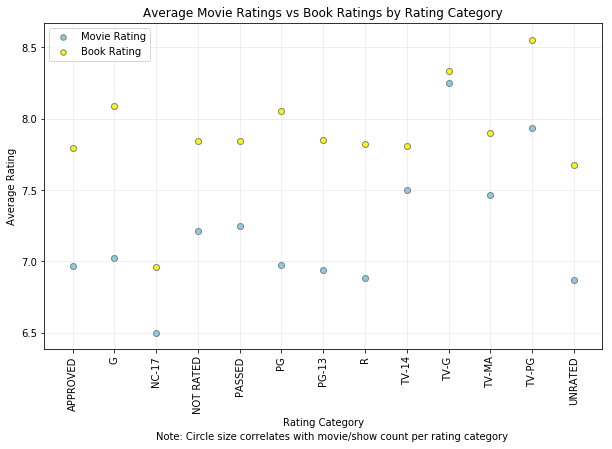 Average Movie Ratings vs Book Ratings by Rating Category
Movie Rating
Book Rating
Average Rating
8.5
8.0
7.5
7.0
6.5
APPROVED
G
NC-17
NOT RATED
PASSED
PG
PG-13
R
TV-14
TV-G
TV-MA
TV-PG
UNRATED
Rating Category
Note: Circle size correlates with movie/show count per rating category